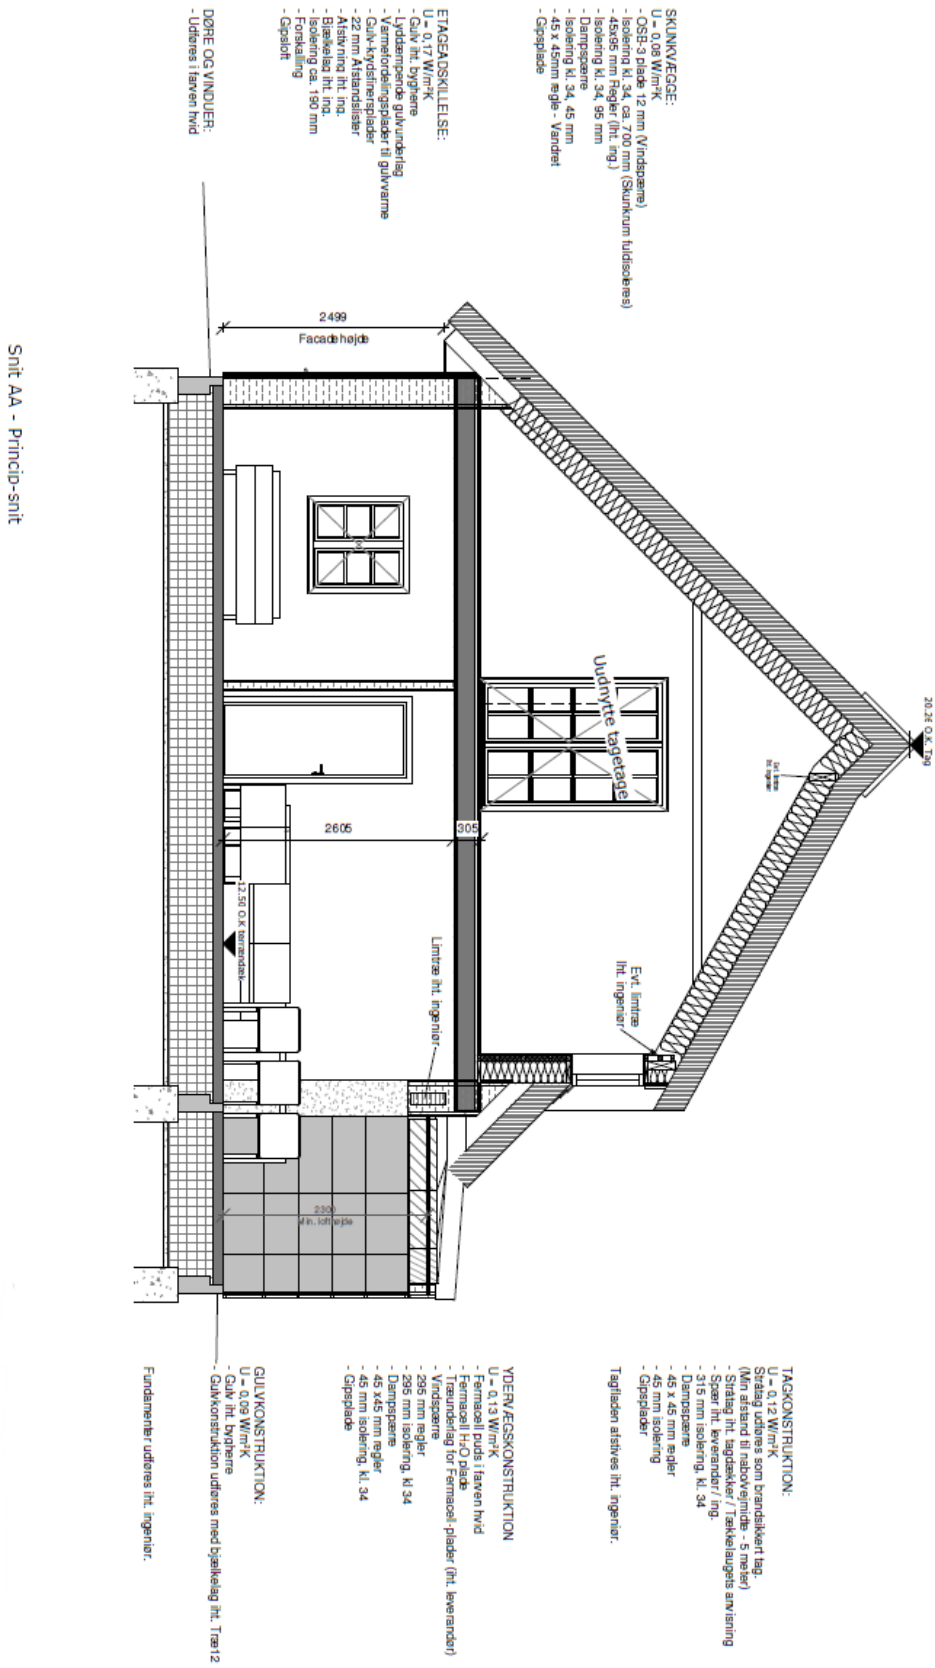 SKUNKVÆGGE:
U = 0,08 W/m²K
- OSB-3 plade 12 mm (Vindspærre)
- Isolering kl. 34, ca. 700 mm (Skunkrum fuldisoleres)
- 45x95 mm Regler (Iht. ing.)
- Isolering kl. 34, 95 mm
- Dampspærre
- Isolering kl. 34, 45 mm
- 45 x 45mm regle - Vandret
- Gipsplade
ETAGEADSKILLELSE:
U = 0,17 W/m²K
- Gulv iht. bygherre
- Lyddæmpende gulvunderlag
- Varmefordelingsplader til gulvvarme
- Gulv-krydsfinersplader
- 22 mm Afstandslister
- Afstivning iht. ing.
- Bjælkelag iht. ing.
- Isolering ca. 190 mm
- Forskalling
- Gipsloft
DØRE OG VINDUER:
- Udføres i farven hvid
20.26 O.K. Tag
Evt. limtræ
Iht. ingeniør
Uudnytte tagetage
2499
Facadehøjde
2605
305
12.50 O.K terrændæk
Limtræ iht. ingeniør
Evt. limtræ
Iht. ingeniør
2300
Min. lofthøjde
TAGKONSTRUKTION:
U = 0,12 W/m²K
Stråtag udføres som brandsikkert tag.
(Min afstand til nabo/vejmidte - 5 meter)
- Stråtag iht. tagdækker / Tækkelaugets anvisning
- Spær iht. leverandør / ing.
- 315 mm isolering, kl. 34
- Dampspærre
- 45 x 45 mm regler
- 45 mm isolering
- Gipsplader
Tagfladen afstives iht. ingeniør.
YDERVÆGSKONSTRUKTION
U = 0,13 W/m²K
- Fermacell puds i farven hvid
- Fermacell H₂O plade
- Træunderlag for Fermacell-plader (iht. leverandør)
- Vindspærre
- 295 mm regler
- 295 mm isolering, kl 34
- Dampspærre
- 45 x45 mm regler
- 45 mm isolering, kl. 34
- Gipsplade
GULVKONSTRUKTION:
U = 0,09 W/m²K
- Gulv iht. bygherre
- Gulvkonstruktion udføres med bjælkelag iht. Træ12
Fundamenter udføres iht. ingeniør.
Snit AA - Princip-snit